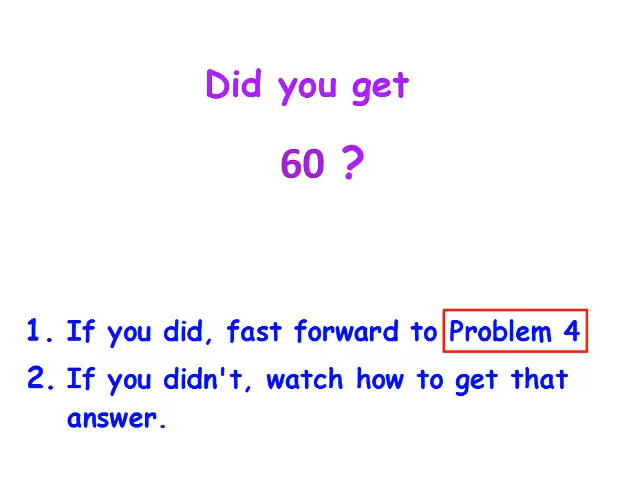 Did you get
60 ?
1. If you did, fast forward to Problem 4
2. If you didn't, watch how to get that
answer.